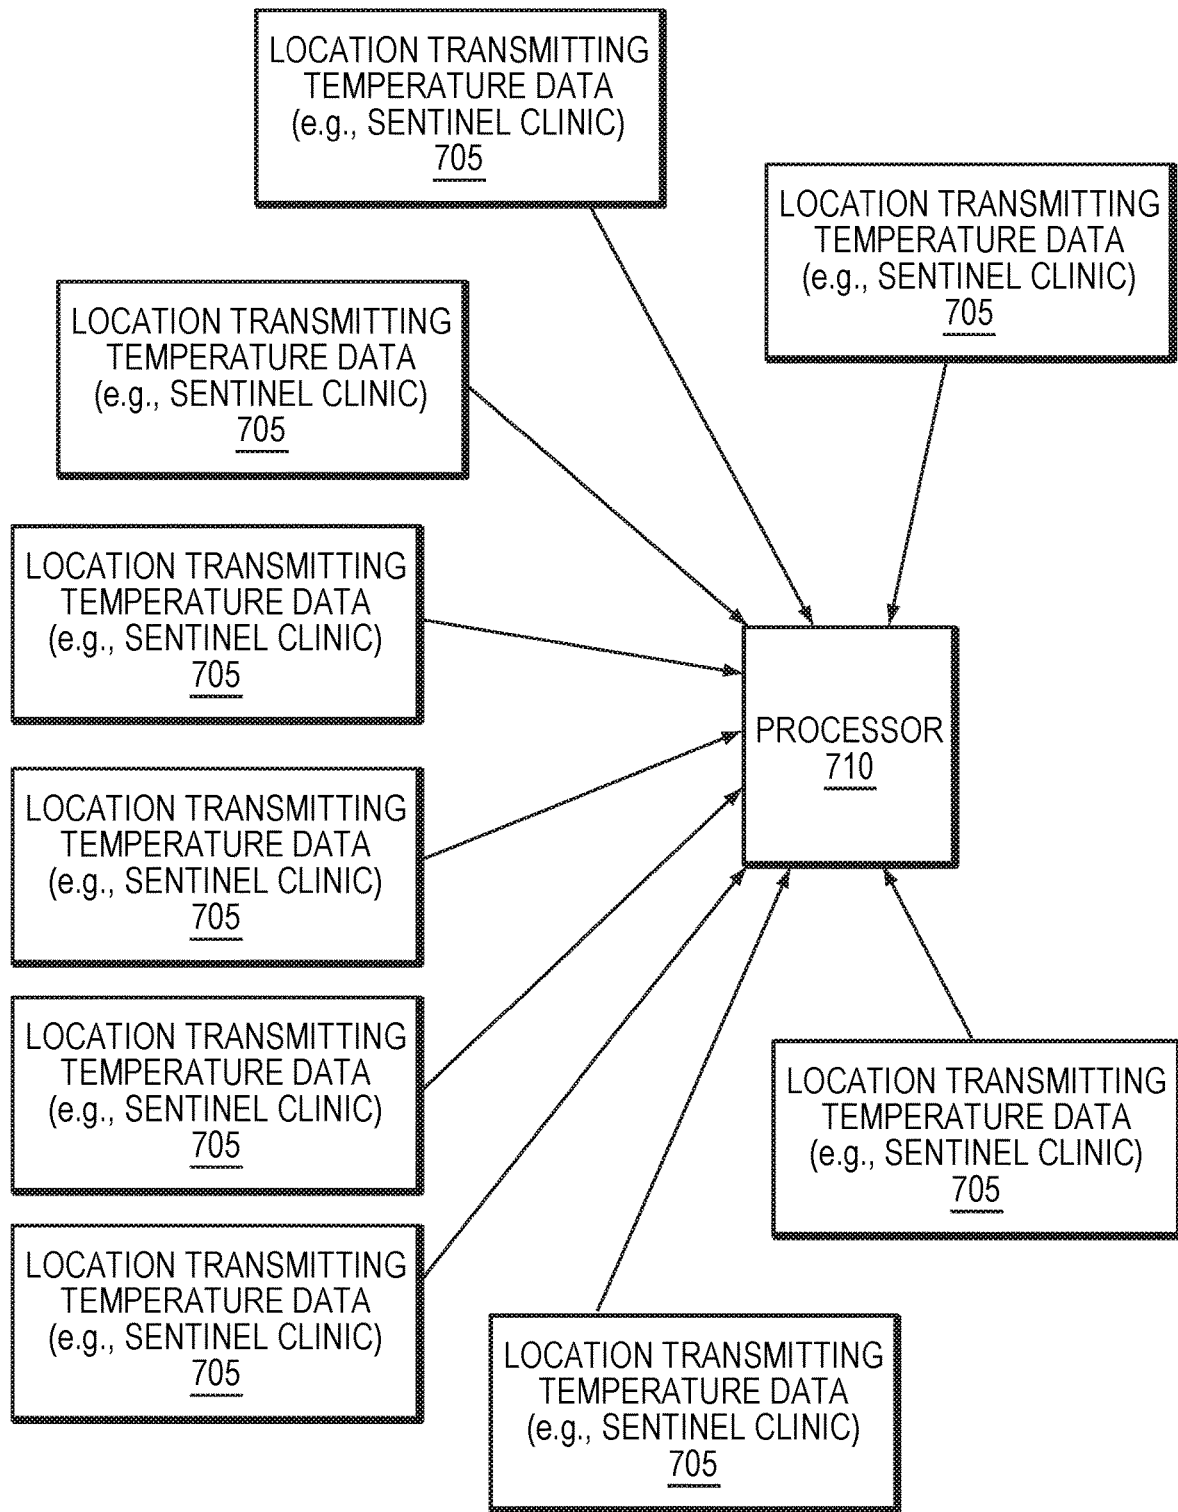 LOCATION TRANSMITTING
TEMPERATURE DATA
(e.g., SENTINEL CLINIC)
705
LOCATION TRANSMITTING
TEMPERATURE DATA
(e.g., SENTINEL CLINIC)
705
LOCATION TRANSMITTING
TEMPERATURE DATA
(e.g., SENTINEL CLINIC)
705
LOCATION TRANSMITTING
TEMPERATURE DATA
(e.g., SENTINEL CLINIC)
705
PROCESSOR
710
LOCATION TRANSMITTING
TEMPERATURE DATA
(e.g., SENTINEL CLINIC)
705
LOCATION TRANSMITTING
TEMPERATURE DATA
(e.g., SENTINEL CLINIC)
705
LOCATION TRANSMITTING
TEMPERATURE DATA
(e.g., SENTINEL CLINIC)
705
LOCATION TRANSMITTING
TEMPERATURE DATA
(e.g., SENTINEL CLINIC)
705
LOCATION TRANSMITTING
TEMPERATURE DATA
(e.g., SENTINEL CLINIC)
705